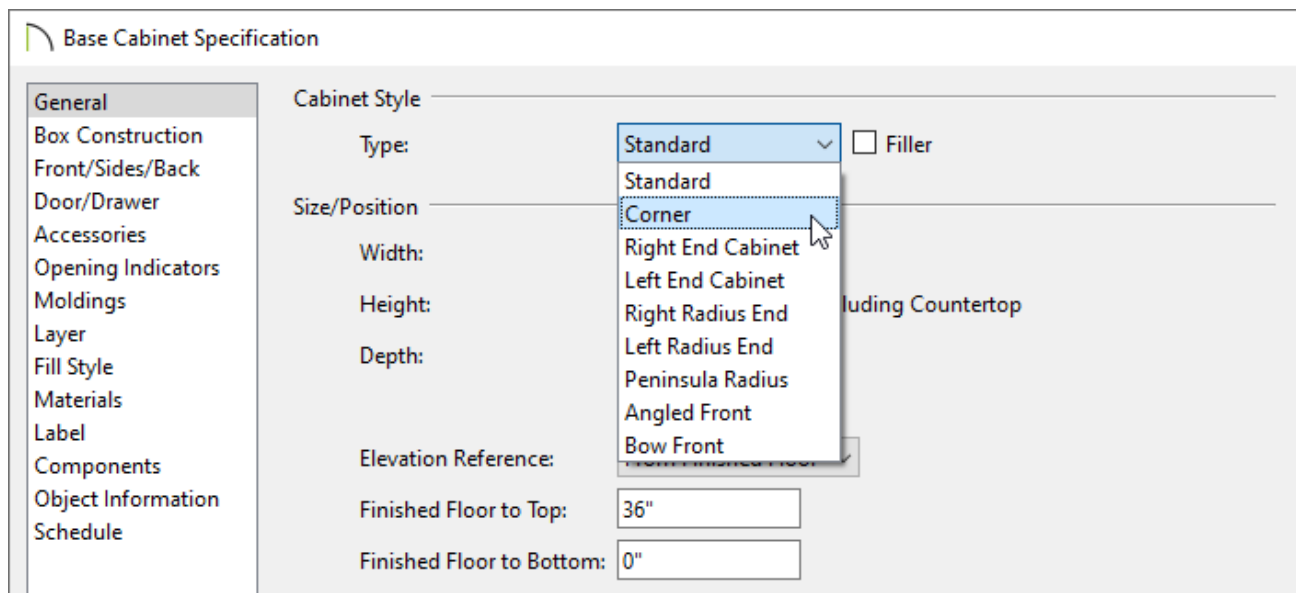 Base Cabinet Specification
General
Box Construction
Front/Sides/Back
Door/Drawer
Accessories
Opening Indicators
Moldings
Layer
Fill Style
Materials
Label
Components
Object Information
Schedule
Cabinet Style
Type:
Standard
Filler
Standard
Corner
Right End Cabinet
Left End Cabinet
Right Radius End
Left Radius End
Peninsula Radius
Angled Front
Bow Front
Size/Position
Width:
Height:
luding Countertop
Depth:
Elevation Reference:
Finished Floor to Top:
36"
Finished Floor to Bottom:
0"